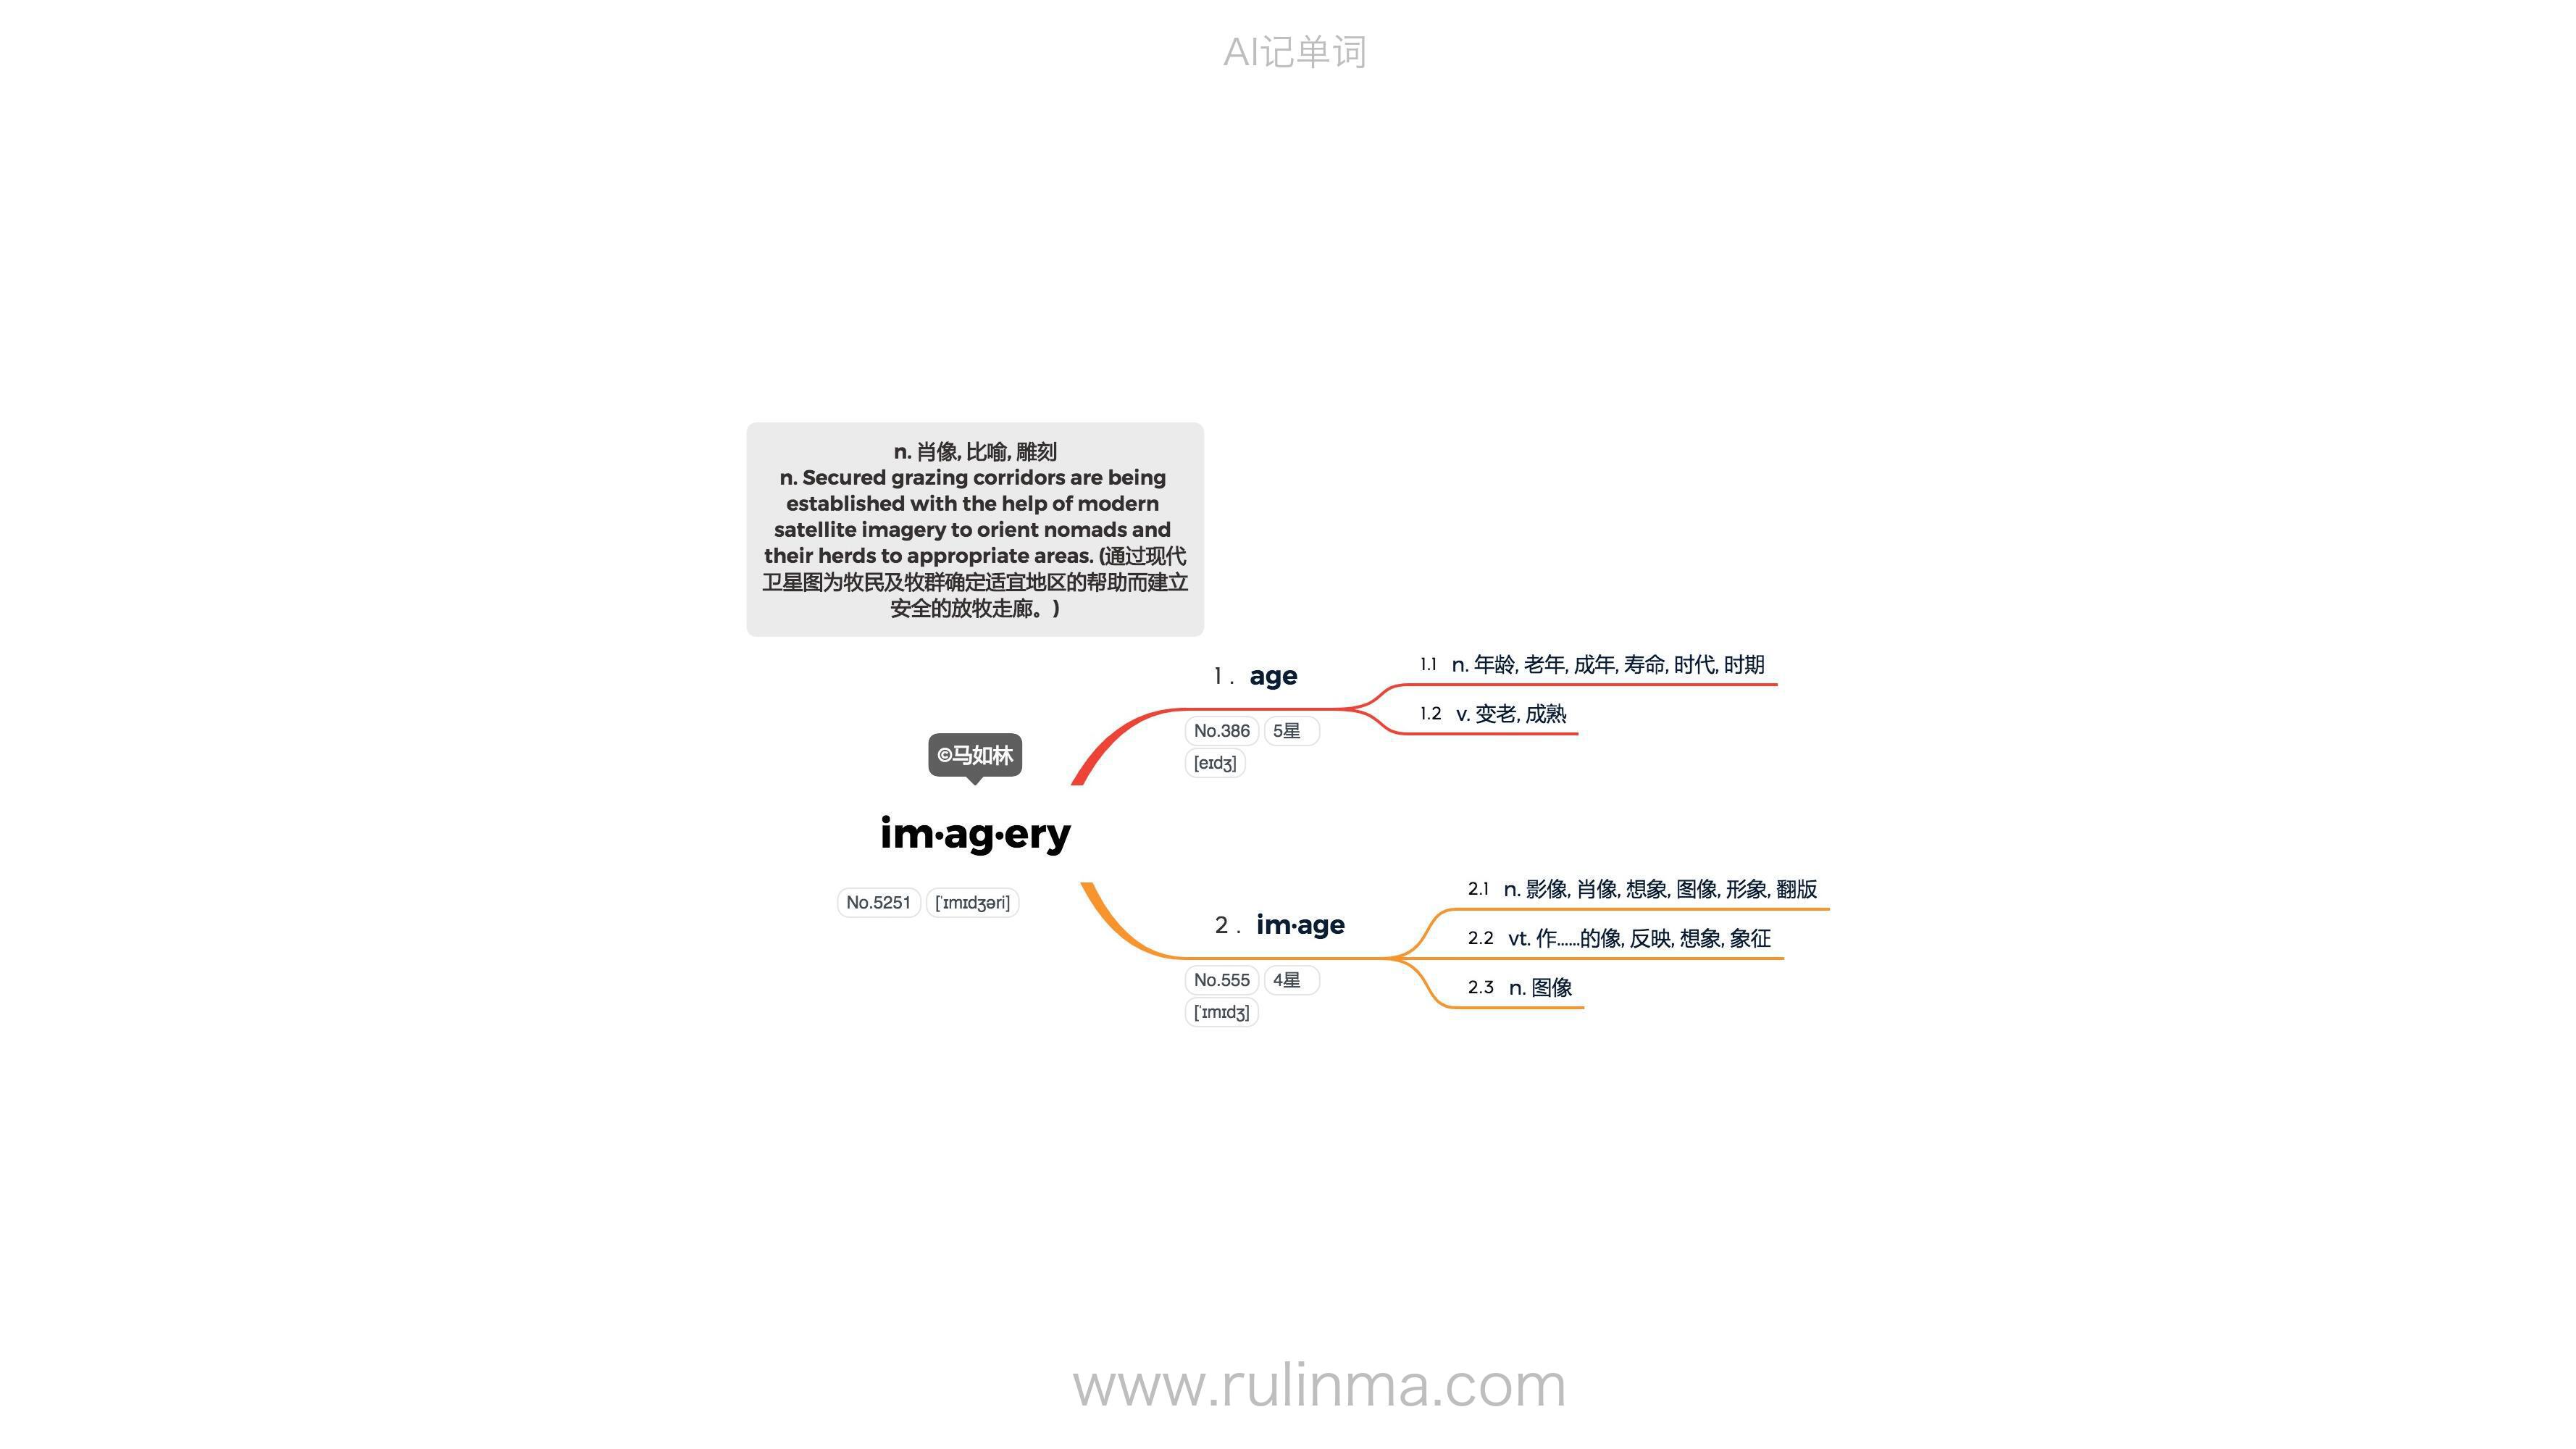 AI记单词
n. 肖像, 比喻, 雕刻
n. Secured grazing corridors are being
established with the help of modern
satellite imagery to orient nomads and
their herds to appropriate areas. (通过现代
卫星图为牧民及牧群确定适宜地区的帮助而建立
安全的放牧走廊。)
©马如林
im·ag·ery
No.5251 [ˈɪmɪdʒəri]
1 . age
No.386 5星
[eɪdʒ]
1.1 n. 年龄, 老年, 成年, 寿命, 时代, 时期
1.2 v. 变老, 成熟
2 . im·age
No.555 4星
[ˈɪmɪdʒ]
2.1 n. 影像, 肖像, 想象, 图像, 形象, 翻版
2.2 vt. 作……的像, 反映, 想象, 象征
2.3 n. 图像
www.rulinma.com